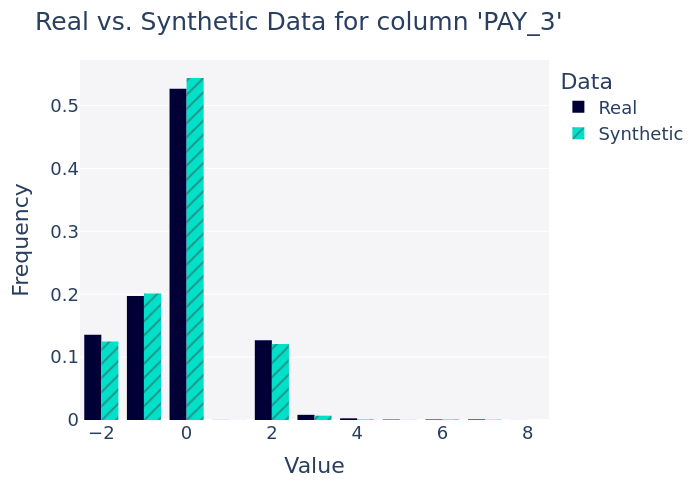 Real vs. Synthetic Data for column 'PAY_3'
Data
Real
Synthetic
Frequency
0.5
0.4
0.3
0.2
0.1
0
−2 0 2 4 6 8
Value